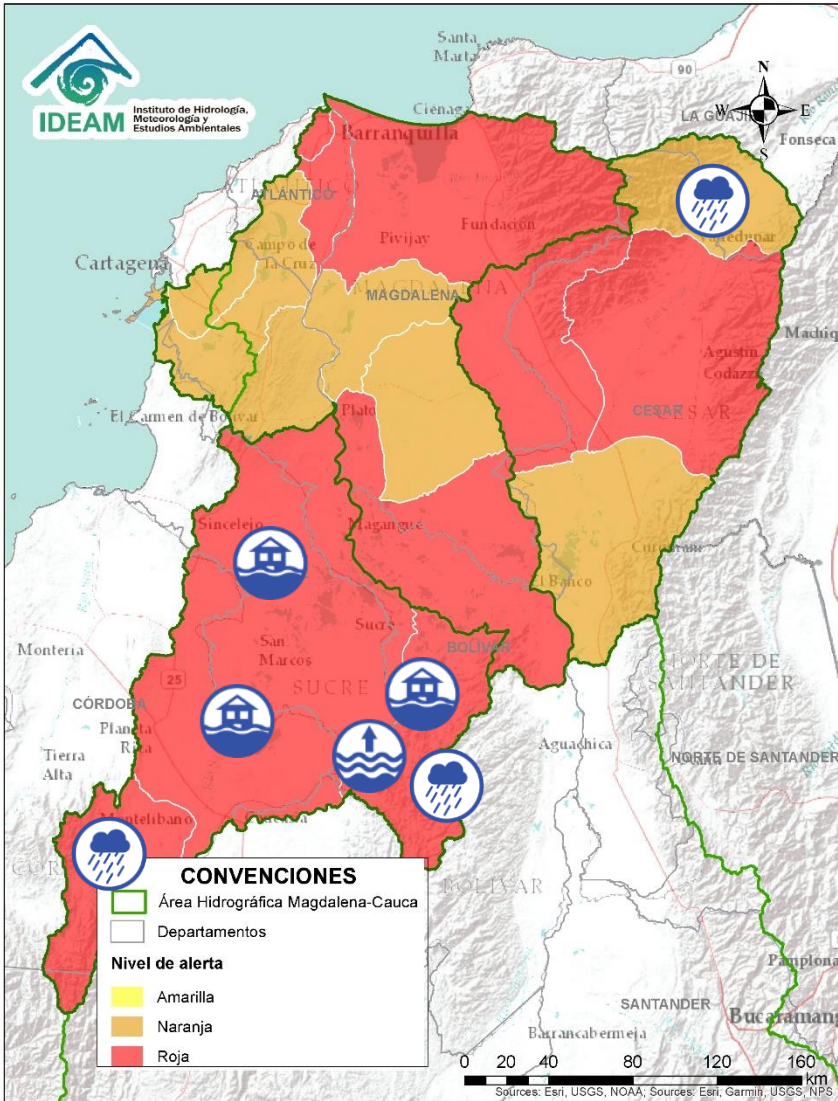 IDEAM
Instituto de Hidrología,
Meteorología y
Estudios Ambientales
Santa
Marta
90
N
W
E
S
LA GUAJI
Ciénaga
Barranquilla
Fonseca
ATLÁNTICO
Fundación
Campo de
la Cruz
Pivijay
Cartagena
MAGDALENA
Machiq
Agustín
Codazzi
El Carmen de Bolívar
Plato
CESAR
CESAR
Sincelejo
Magangué
El Banco
Montería
San
Marcos
Sucre
BOLÍVAR
25
SUCRE
NORTE DE
SANTANDER
CÓRDOBA
Planeta
Rica
Tierra
Alta
Aguachica
NORTE DE SANTANDER
Montelíbano
BOLÍVAR
CONVENCIONES
Área Hidrográfica Magdalena-Cauca
Departamentos
Nivel de alerta
Amarilla
Naranja
Roja
Pamplona
SANTANDER
Bucaramang
Barrancabermeja
0 20 40 80 120 160
km
Sources: Esri, USGS, NOAA; Sources: Esri, Garmin, USGS, NPS